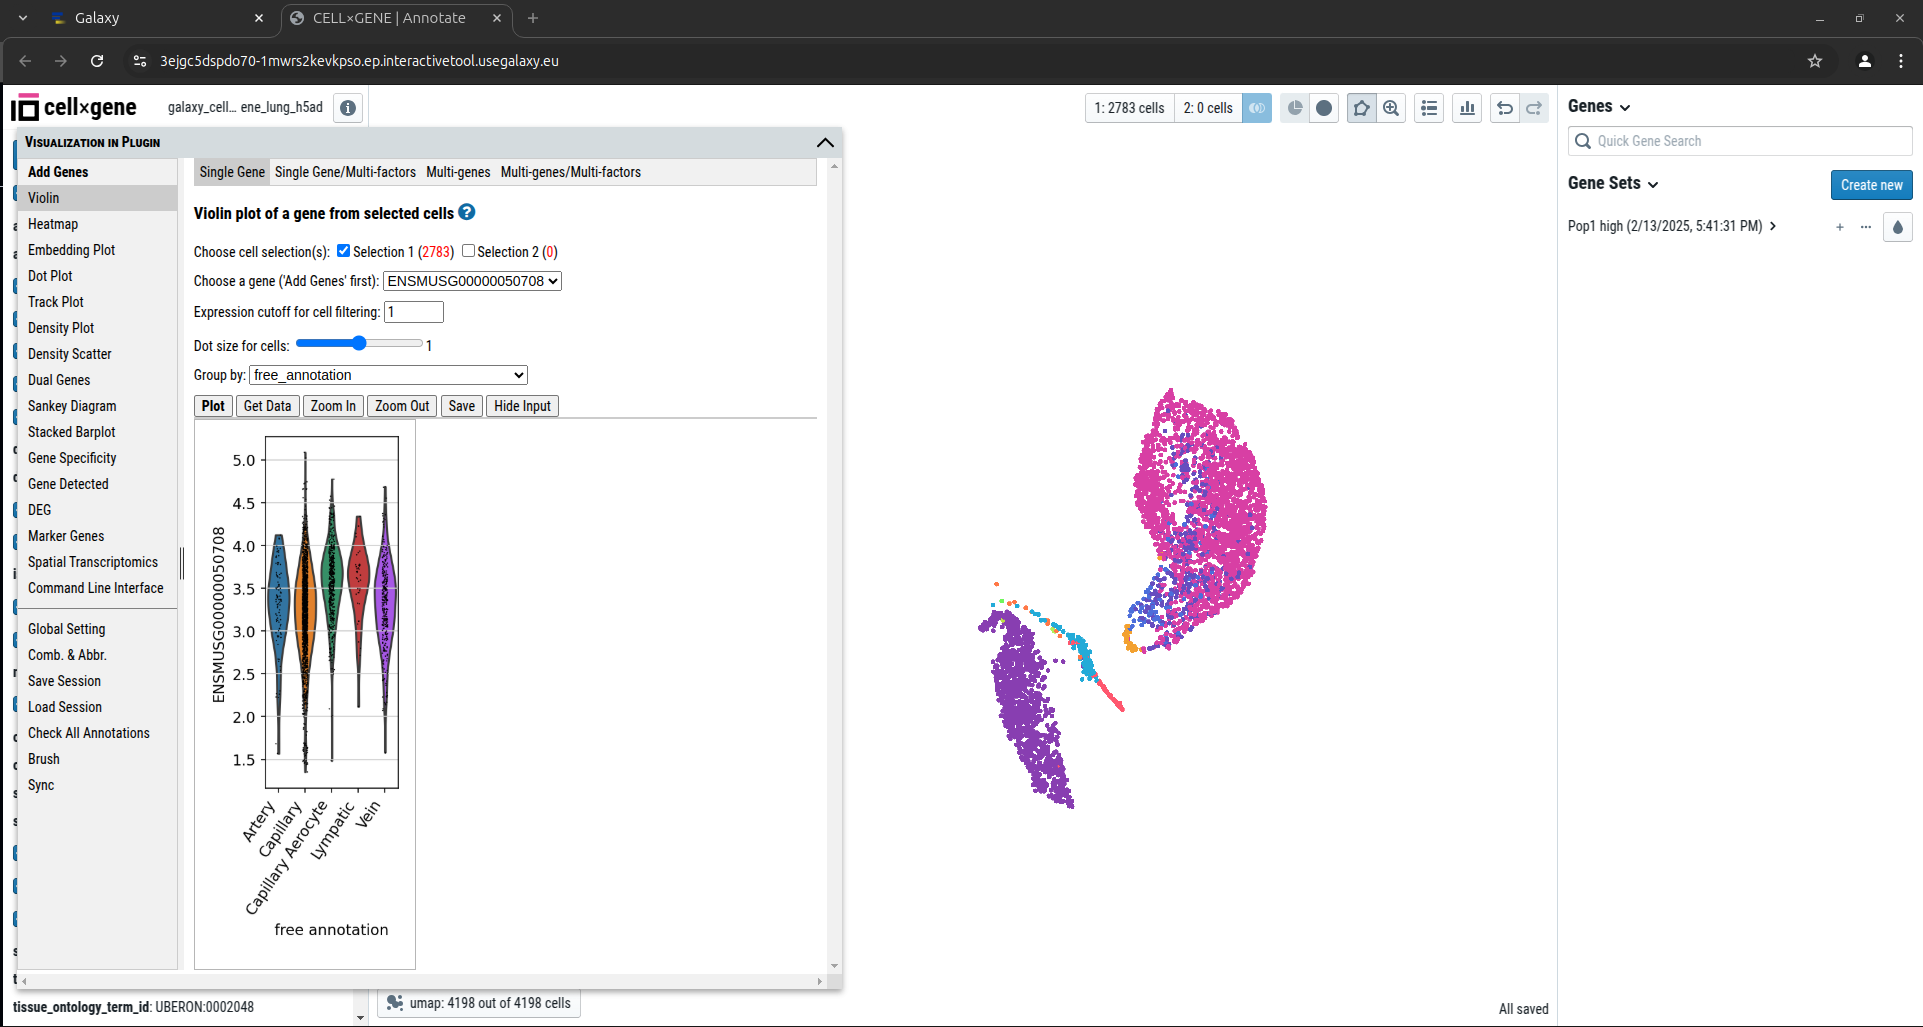 Galaxy
CELL×GENE | Annotate
3ejgc5dspdo70-1mwrs2kevkpso.ep.interactivetool.usegalaxy.eu
cell×gene
galaxy_cell... ene_lung_h5ad
1: 2783 cells
2: 0 cells
Genes
Quick Gene Search
Gene Sets
Create new
Pop1 high (2/13/2025, 5:41:31 PM)
Visualization in Plugin
Add Genes
Violin
Heatmap
Embedding Plot
Dot Plot
Track Plot
Density Plot
Density Scatter
Dual Genes
Sankey Diagram
Stacked Barplot
Gene Specificity
Gene Detected
DEG
Marker Genes
Spatial Transcriptomics
Command Line Interface
Global Setting
Comb. & Abbr.
Save Session
Load Session
Check All Annotations
Brush
Sync
Single Gene
Single Gene/Multi-factors
Multi-genes
Multi-genes/Multi-factors
Violin plot of a gene from selected cells
Choose cell selection(s): Selection 1 (2783) Selection 2 (0)
Choose a gene ('Add Genes' first): ENSMUSG00000050708
Expression cutoff for cell filtering: 1
Dot size for cells: 1
Group by: free_annotation
Plot
Get Data
Zoom In
Zoom Out
Save
Hide Input
ENSMUSG00000050708
5.0
4.5
4.0
3.5
3.0
2.5
2.0
1.5
Artery
Capillary
Capillary Aerocyte
Lympatic
Vein
free annotation
tissue_ontology_term_id: UBERON:0002048
umap: 4198 out of 4198 cells
All saved